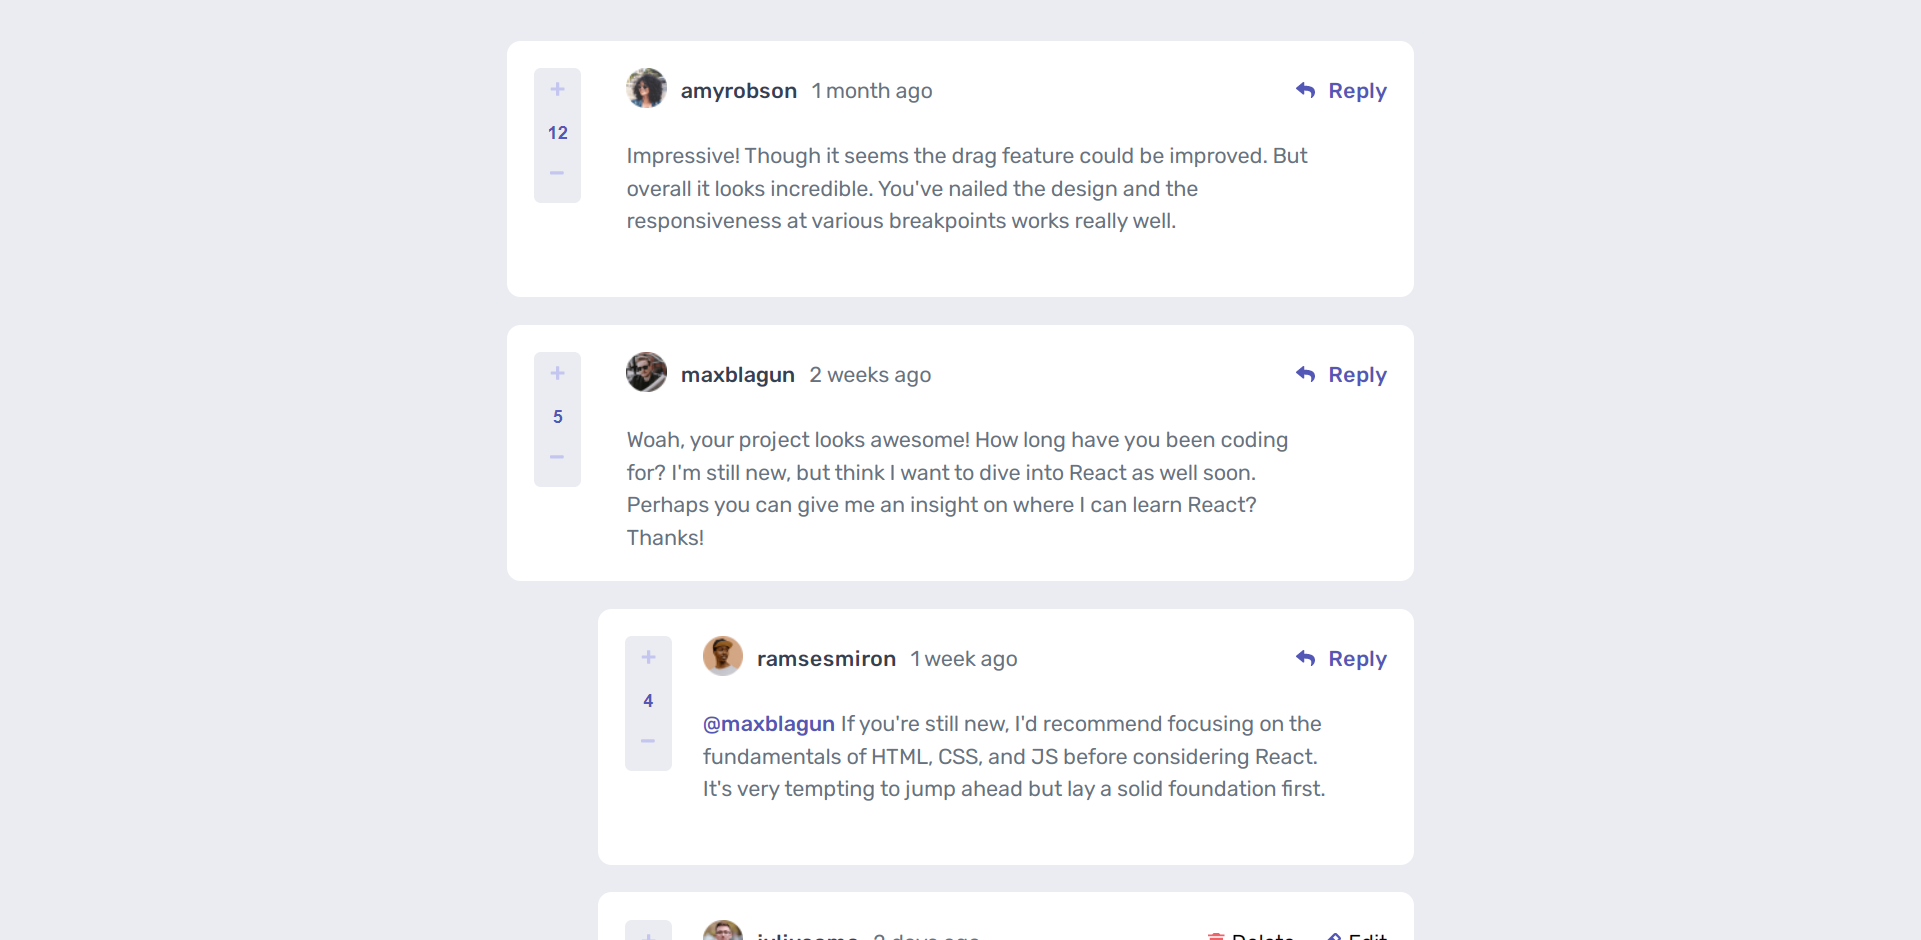 +
amyrobson 1 month ago Reply
12
−
Impressive! Though it seems the drag feature could be improved. But
overall it looks incredible. You've nailed the design and the
responsiveness at various breakpoints works really well.
+
maxblagun 2 weeks ago Reply
5
−
Woah, your project looks awesome! How long have you been coding
for? I'm still new, but think I want to dive into React as well soon.
Perhaps you can give me an insight on where I can learn React?
Thanks!
+
ramsesmiron 1 week ago Reply
4
−
@maxblagun If you're still new, I'd recommend focusing on the
fundamentals of HTML, CSS, and JS before considering React.
It's very tempting to jump ahead but lay a solid foundation first.
juliusomo 2 days ago Delete Edit